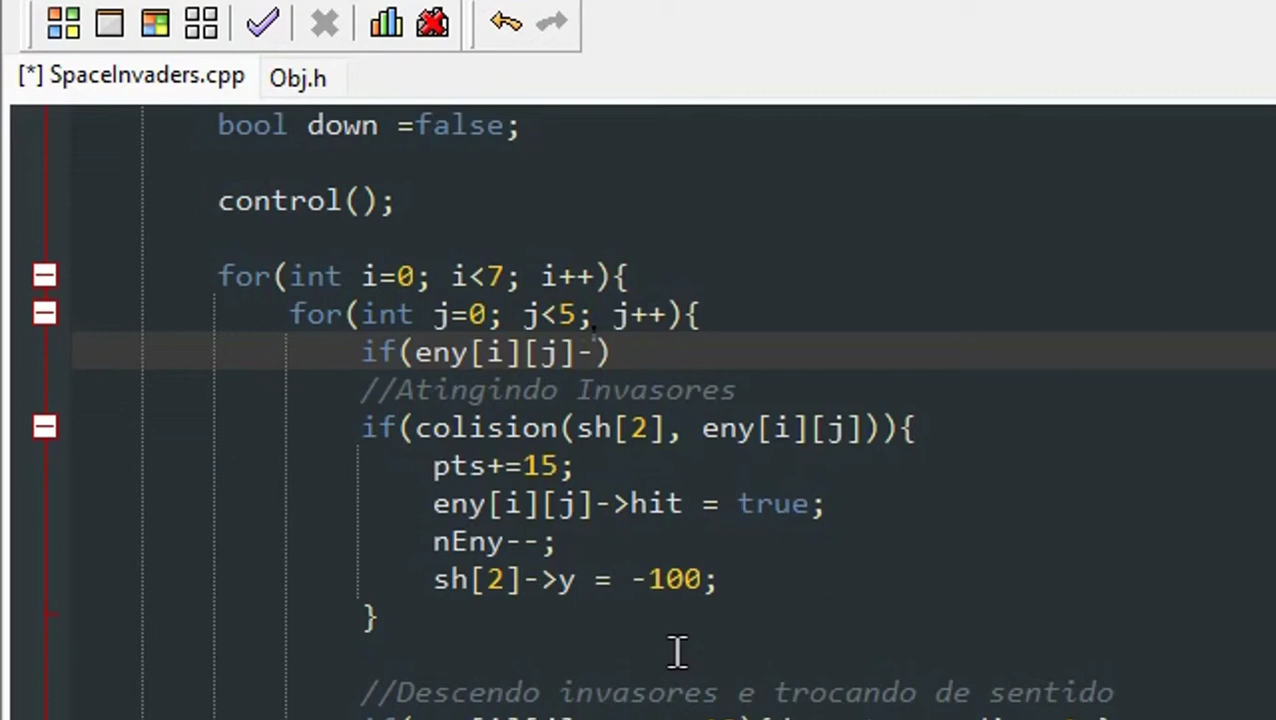 [*] SpaceInvaders.cpp Obj.h
bool down =false;
control();
for(int i=0; i<7; i++){
for(int j=0; j<5; j++){
if(eny[i][j]-)
//Atingindo Invasores
if(colision(sh[2], eny[i][j])){
pts+=15;
eny[i][j]->hit = true;
nEny--;
sh[2]->y = -100;
}
//Descendo invasores e trocando de sentido